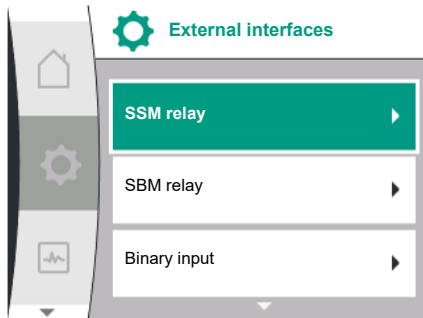 External interfaces
SSM relay
SBM relay
Binary input